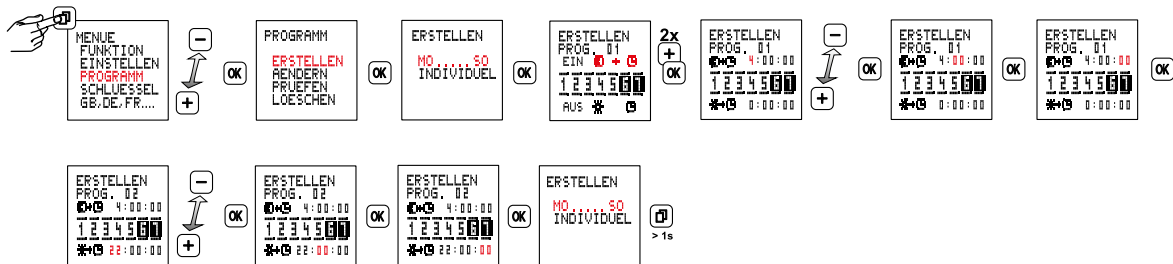 MENUE
FUNKTION
EINSTELLEN
PROGRAMM
SCHLUESSEL
GB,DE,FR....
−
+
OK
PROGRAMM
ERSTELLEN
AENDERN
PRUEFEN
LOESCHEN
OK
ERSTELLEN
MO.....SO
INDIVIDUEL
OK
ERSTELLEN
PROG. 01
EIN +
1 2 3 4 5 6 7
AUS
2x
+
OK
ERSTELLEN
PROG. 01
+ 4:00:00
1 2 3 4 5 6 7
+ 0:00:00
−
+
OK
ERSTELLEN
PROG. 01
+ 4:00:00
1 2 3 4 5 6 7
+ 0:00:00
OK
ERSTELLEN
PROG. 01
+ 4:00:00
1 2 3 4 5 6 7
+ 0:00:00
OK
ERSTELLEN
PROG. 02
+ 4:00:00
1 2 3 4 5 6 7
+ 22:00:00
−
+
OK
ERSTELLEN
PROG. 02
+ 4:00:00
1 2 3 4 5 6 7
+ 22:00:00
OK
ERSTELLEN
PROG. 02
+ 4:00:00
1 2 3 4 5 6 7
+ 22:00:00
OK
ERSTELLEN
MO.....SO
INDIVIDUEL
> 1s